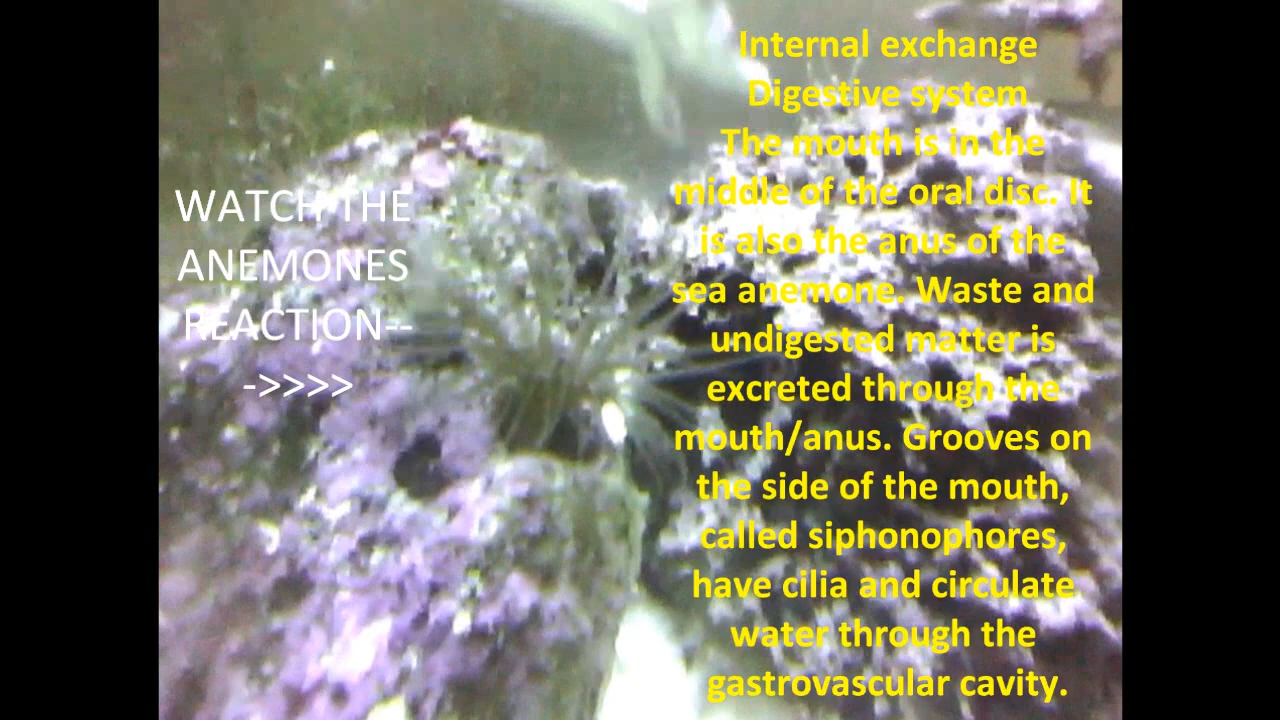 WATCH THE
ANEMONES
REACTION--
->>>>
Internal exchange
Digestive system
The mouth is in the
middle of the oral disc. It
is also the anus of the
sea anemone. Waste and
undigested matter is
excreted through the
mouth/anus. Grooves on
the side of the mouth,
called siphonophores,
have cilia and circulate
water through the
gastrovascular cavity.